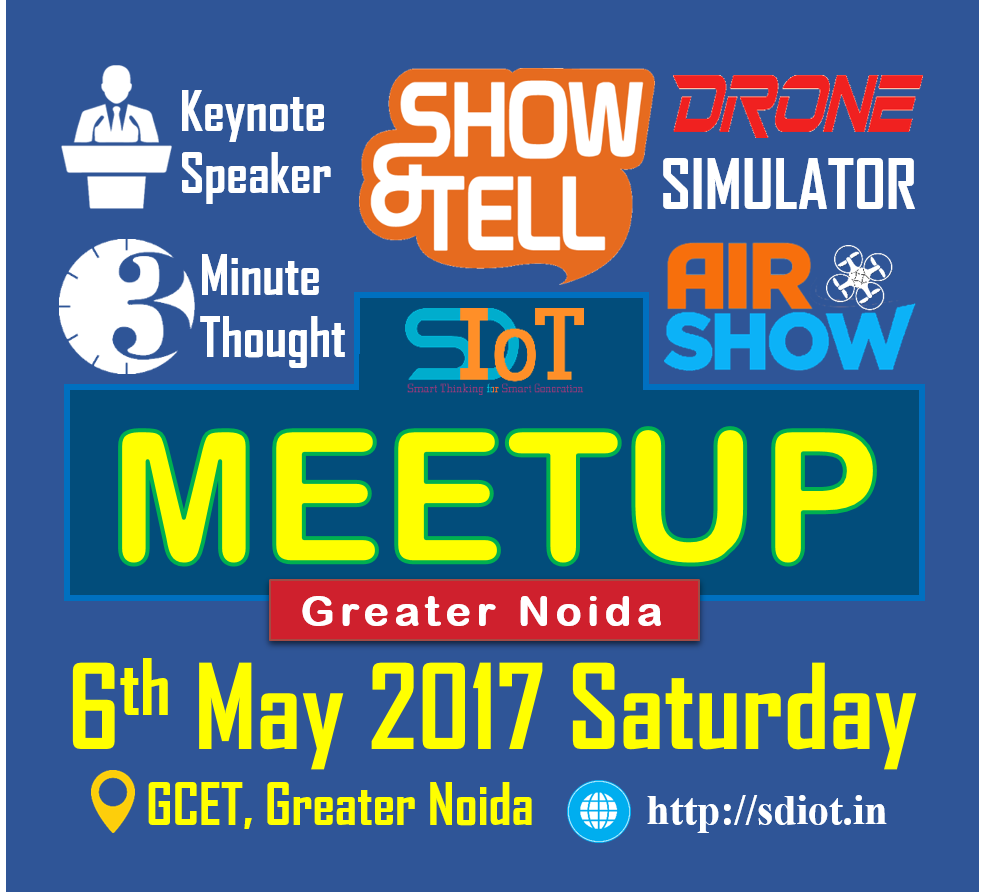 Keynote
Speaker
SHOW
& TELL
DRONE
SIMULATOR
3 Minute
Thought
AIR
SHOW
SDIoT
Smart Thinking for Smart Generation
MEETUP
Greater Noida
6th May 2017 Saturday
GCET, Greater Noida
http://sdiot.in